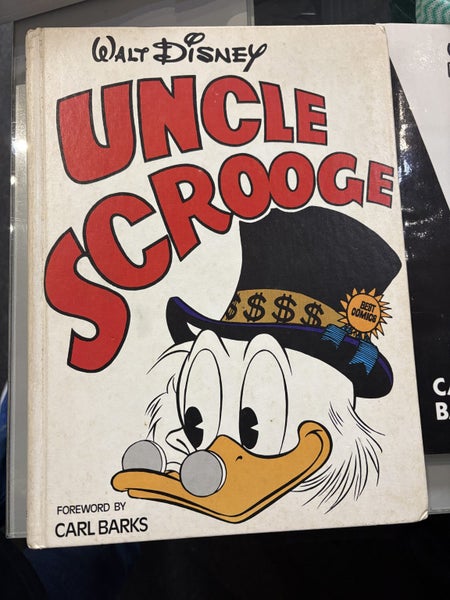 WALT DISNEY
UNCLE
SCROOGE
$$$$
BEST
COMICS
FOREWORD BY
CARL BARKS